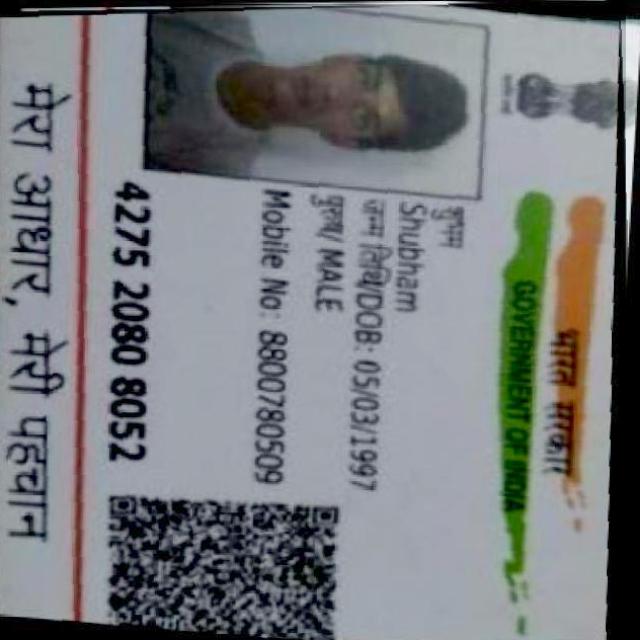 भारत सरकार
GOVERNMENT OF INDIA
शुभम
Shubham
जन्म तिथि/DOB: 05/03/1997
पुरुष/ MALE
Mobile No: 8800780509
4275 2080 8052
मेरा आधार, मेरी पहचान